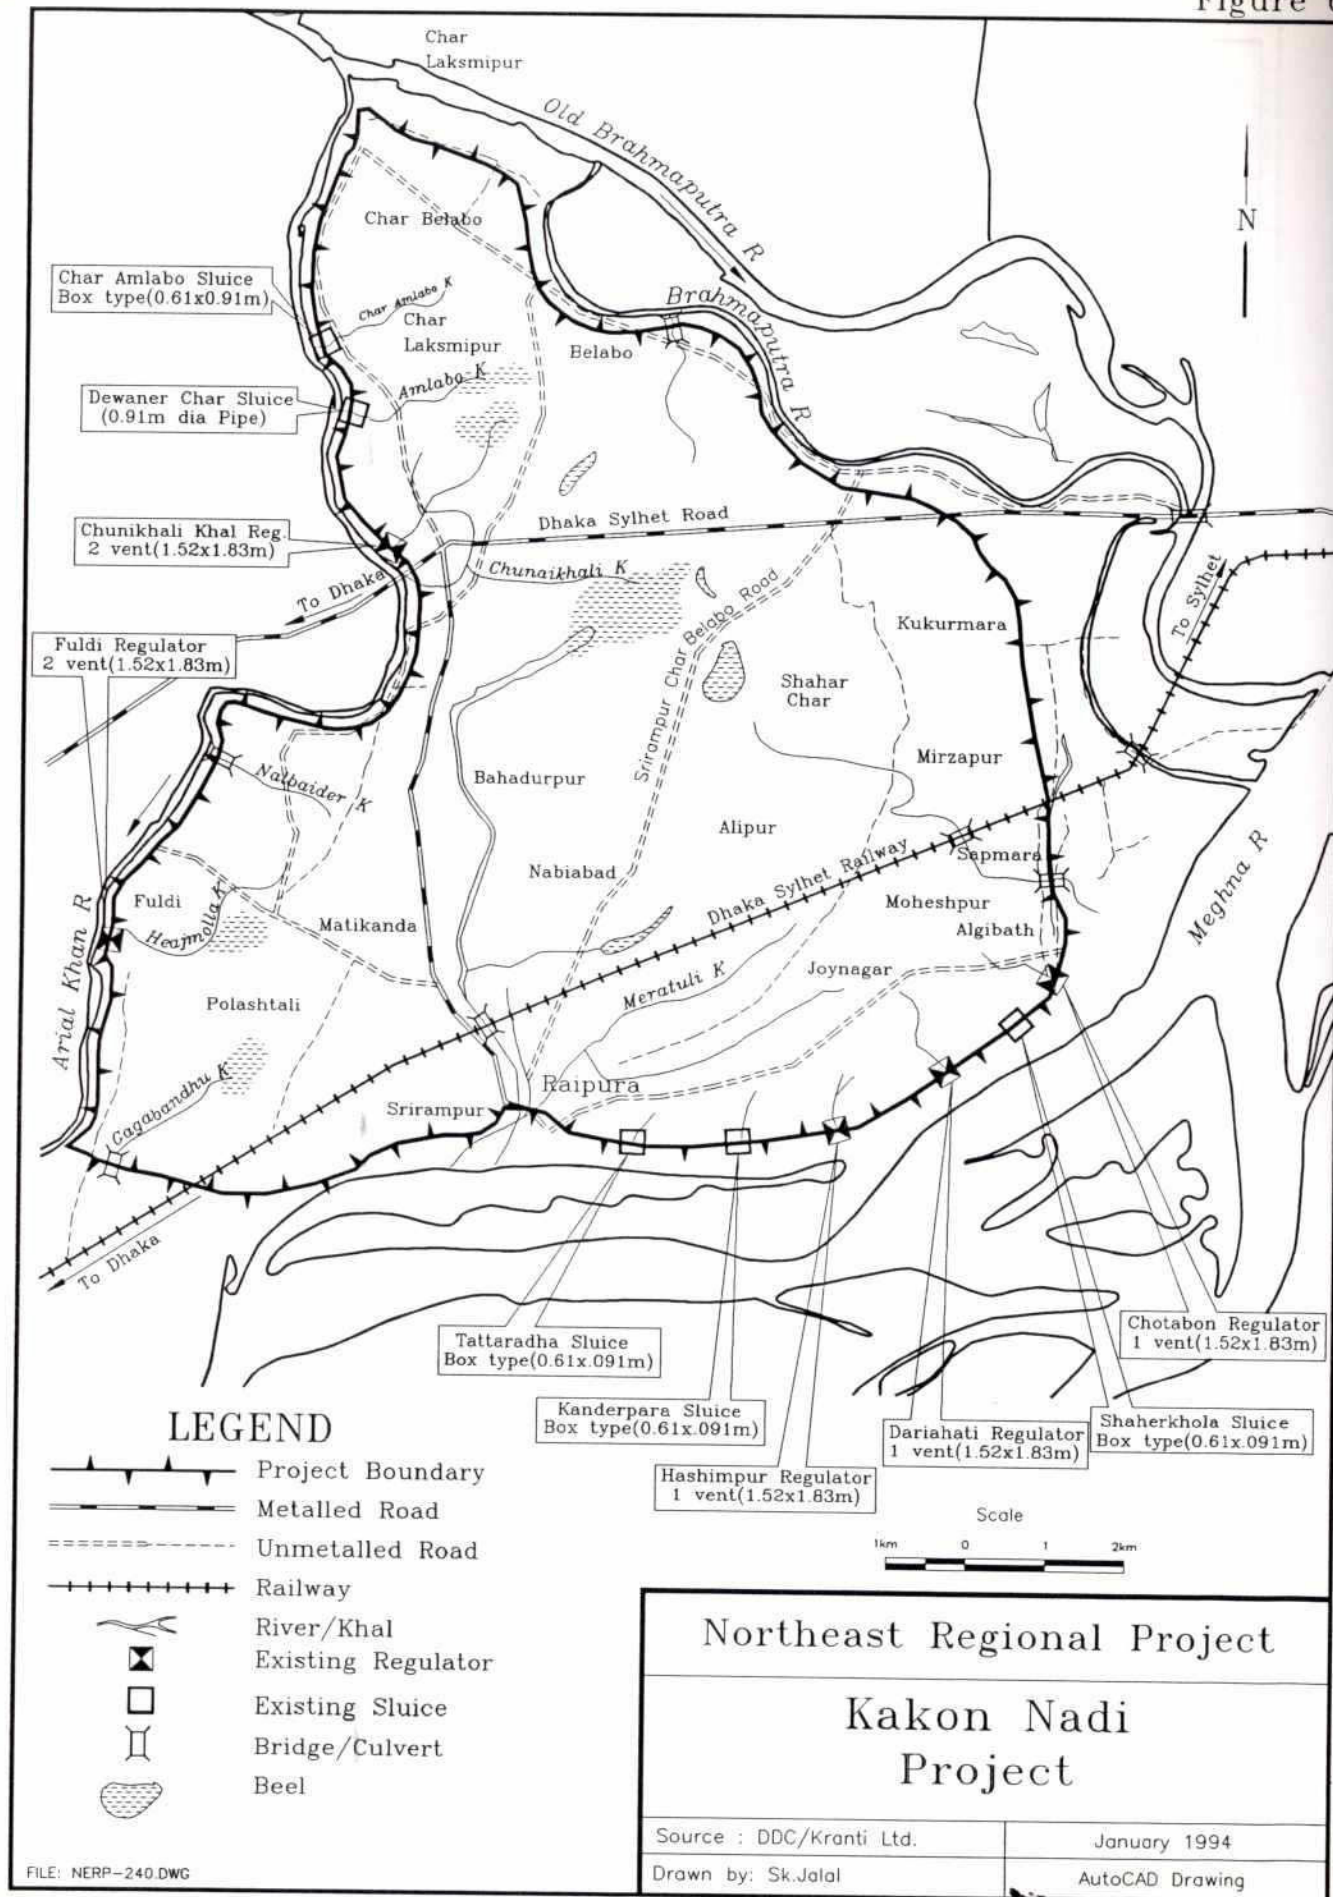 Figure
Char
Laksmipur
Old Brahmaputra R
N
Char Belabo
Char Amlabo Sluice
Box type(0.61x0.91m)
Char Amlabo K
Char
Laksmipur
Brahmaputra R
Belabo
Amlabo K
Dewaner Char Sluice
(0.91m dia Pipe)
Dhaka Sylhet Road
Chunikhali Khal Reg.
2 vent(1.52x1.83m)
Chunaikhali K
To Dhaka
To Sylhet
Srirampur Char Belabo Road
Kukurmara
Fuldi Regulator
2 vent(1.52x1.83m)
Shahar
Char
Mirzapur
Nalbaider K
Bahadurpur
Alipur
Dhaka Sylhet Railway
Sapmara
Meghna R
Nabiabad
Fuldi
Heajmolla K
Matikanda
Moheshpur
Algibath
Arial Khan R
Polashtali
Meratuli K
Joynagar
Cagabandhu K
Raipura
Srirampur
To Dhaka
Tattaradha Sluice
Box type(0.61x.091m)
Chotabon Regulator
1 vent(1.52x1.83m)
Kanderpara Sluice
Box type(0.61x.091m)
Dariahati Regulator
1 vent(1.52x1.83m)
Shaherkhola Sluice
Box type(0.61x.091m)
Hashimpur Regulator
1 vent(1.52x1.83m)
LEGEND
Project Boundary
Metalled Road
Unmetalled Road
Railway
River/Khal
Existing Regulator
Existing Sluice
Bridge/Culvert
Beel
Scale
1km 0 1 2km
Northeast Regional Project
Kakon Nadi
Project
Source : DDC/Kranti Ltd.
January 1994
Drawn by: Sk.Jalal
AutoCAD Drawing
FILE: NERP-240.DWG